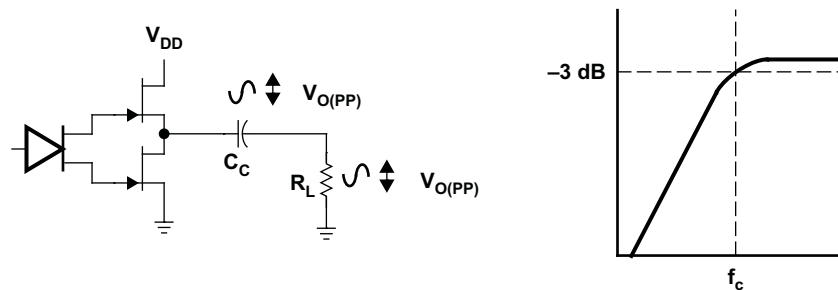 VDD
–3 dB
VO(PP)
CC
RL
VO(PP)
fc